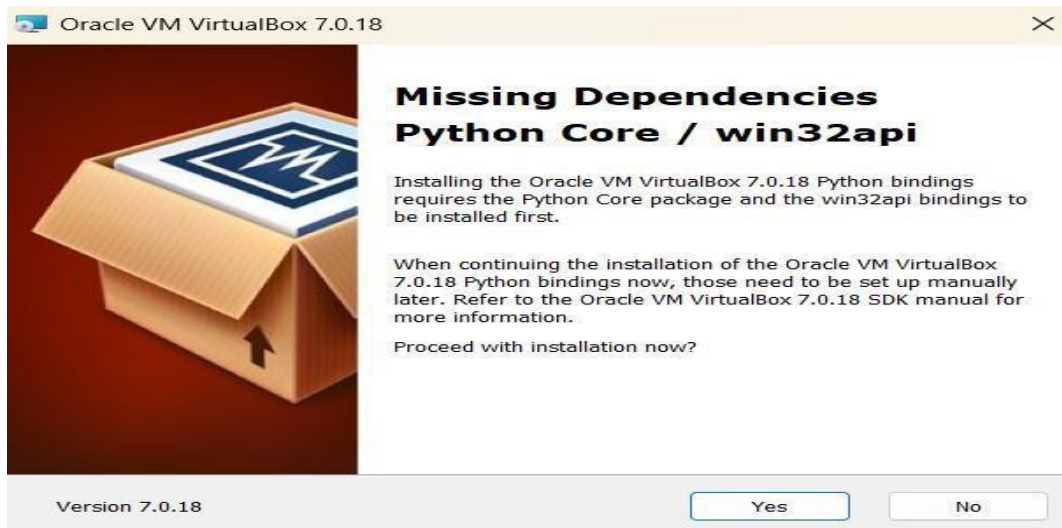 Oracle VM VirtualBox 7.0.18
Missing Dependencies
Python Core / win32api
Installing the Oracle VM VirtualBox 7.0.18 Python bindings
requires the Python Core package and the win32api bindings to
be installed first.
When continuing the installation of the Oracle VM VirtualBox
7.0.18 Python bindings now, those need to be set up manually
later. Refer to the Oracle VM VirtualBox 7.0.18 SDK manual for
more information.
Proceed with installation now?
Version 7.0.18
Yes
No